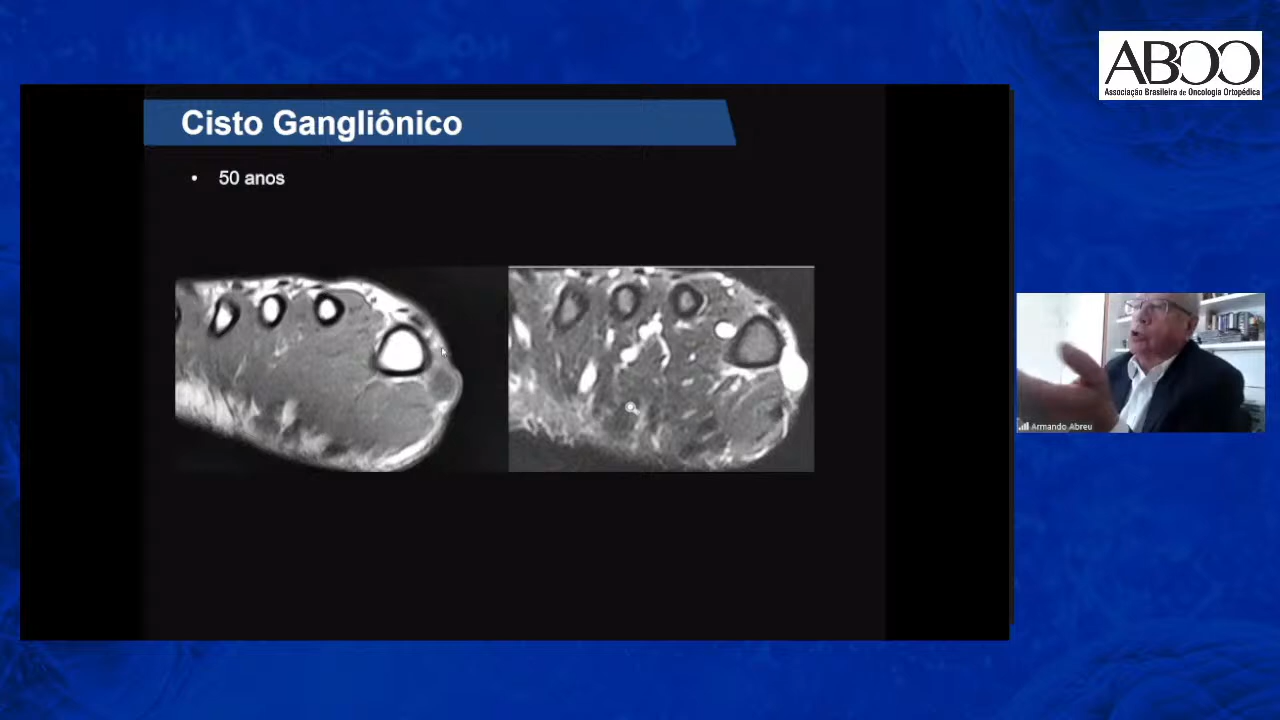 ABOO
Associação Brasileira de Oncologia Ortopédica
Cisto Gangliônico
• 50 anos
Armando Abreu